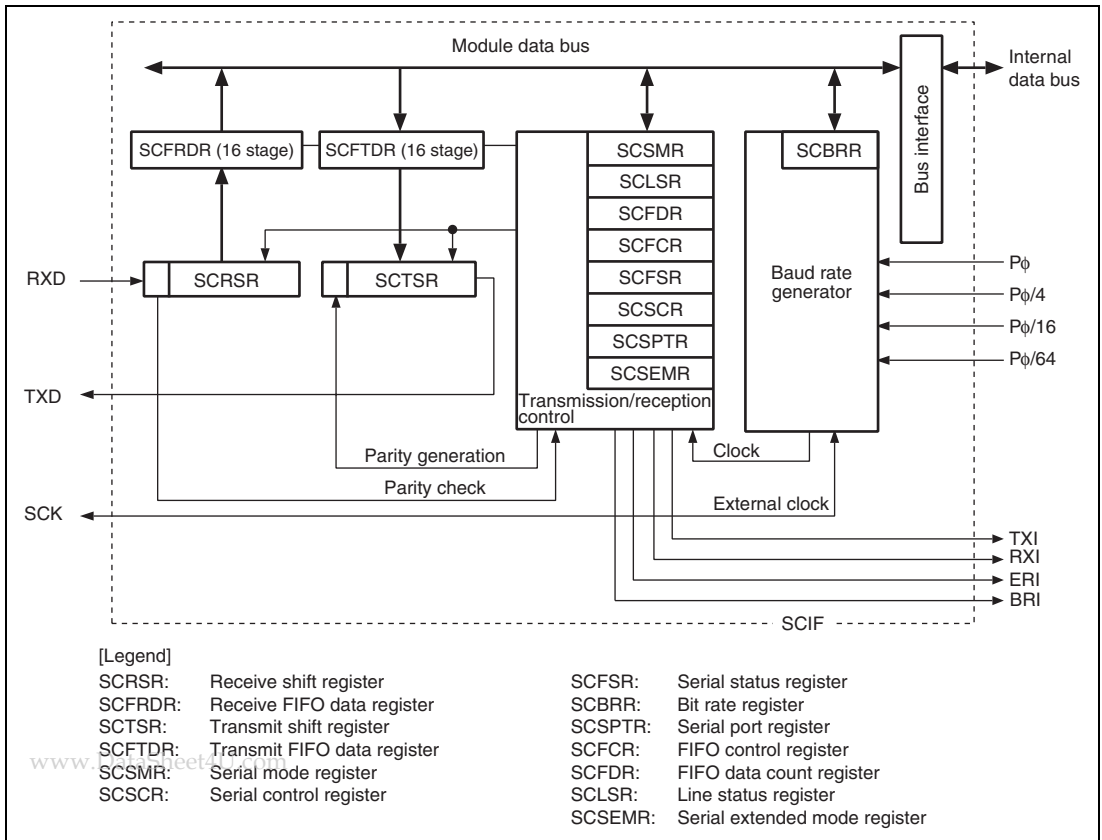 Module data bus
Internal
data bus
Bus interface
SCFRDR (16 stage)
SCFTDR (16 stage)
SCSMR
SCBRR
SCLSR
SCFDR
SCFCR
SCFSR
SCSCR
SCSPTR
SCSEMR
Transmission/reception
control
Baud rate
generator
RXD
SCRSR
SCTSR
Pφ
Pφ/4
Pφ/16
Pφ/64
TXD
Parity generation
Clock
Parity check
SCK
External clock
TXI
RXI
ERI
BRI
SCIF
[Legend]
SCRSR: Receive shift register
SCFRDR: Receive FIFO data register
SCTSR: Transmit shift register
SCFTDR: Transmit FIFO data register
SCSMR: Serial mode register
SCSCR: Serial control register
SCFSR: Serial status register
SCBRR: Bit rate register
SCSPTR: Serial port register
SCFCR: FIFO control register
SCFDR: FIFO data count register
SCLSR: Line status register
SCSEMR: Serial extended mode register
www.DataSheet4U.com